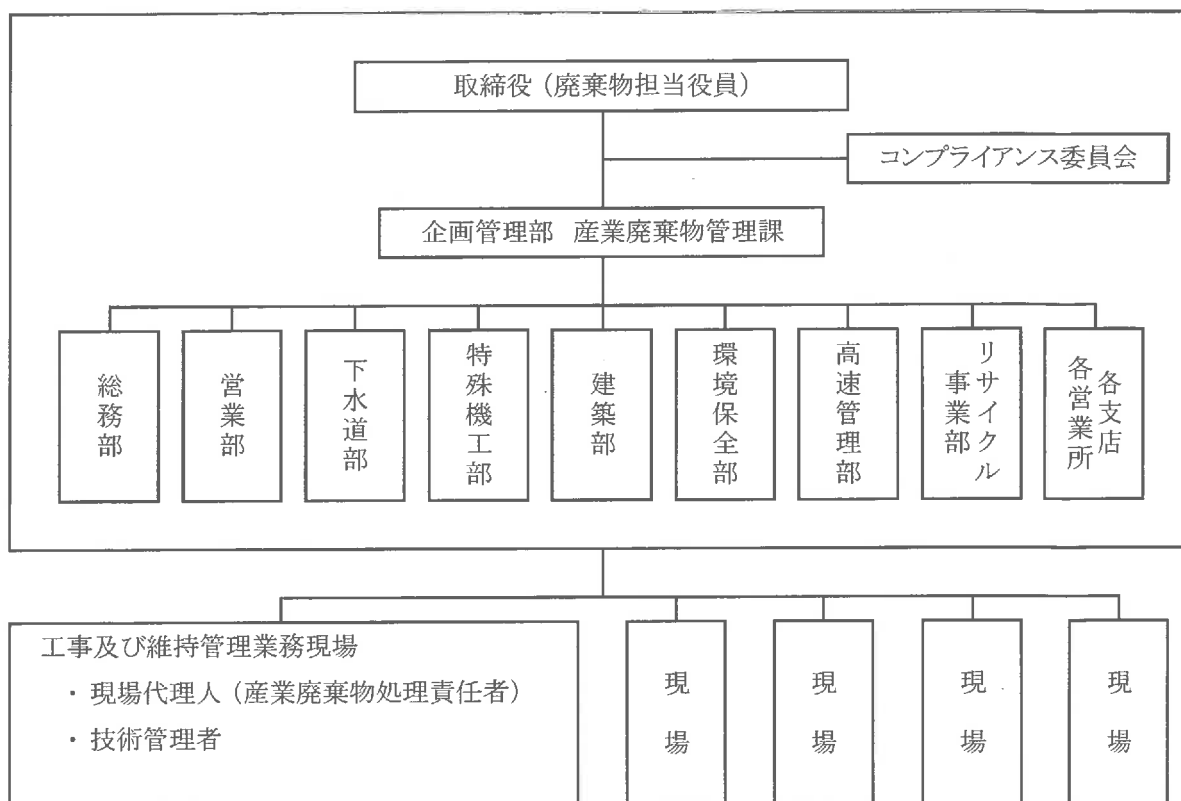 取締役（廃棄物担当役員）
コンプライアンス委員会
企画管理部 産業廃棄物管理課
総務部
営業部
下水道部
特殊機工部
建築部
環境保全部
高速管理部
リサイクル
事業部
各支店
各営業所
工事及び維持管理業務現場
・現場代理人（産業廃棄物処理責任者）
・技術管理者
現場
現場
現場
現場